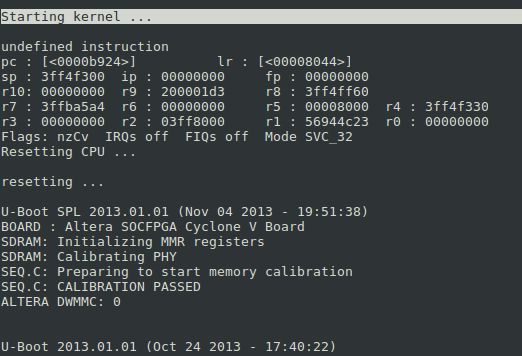 Starting kernel ...
undefined instruction
pc : [<0000b924>]          lr : [<00008044>]
sp : 3ff4f300  ip : 00000000     fp : 00000000
r10: 00000000  r9 : 200001d3     r8 : 3ff4ff60
r7 : 3ffba5a4  r6 : 00000000     r5 : 00008000  r4 : 3ff4f330
r3 : 00000000  r2 : 03ff8000     r1 : 56944c23  r0 : 00000000
Flags: nzCv  IRQs off  FIQs off  Mode SVC_32
Resetting CPU ...
resetting ...
U-Boot SPL 2013.01.01 (Nov 04 2013 - 19:51:38)
BOARD : Altera SOCFPGA Cyclone V Board
SDRAM: Initializing MMR registers
SDRAM: Calibrating PHY
SEQ.C: Preparing to start memory calibration
SEQ.C: CALIBRATION PASSED
ALTERA DWMMC: 0
U-Boot 2013.01.01 (Oct 24 2013 - 17:40:22)